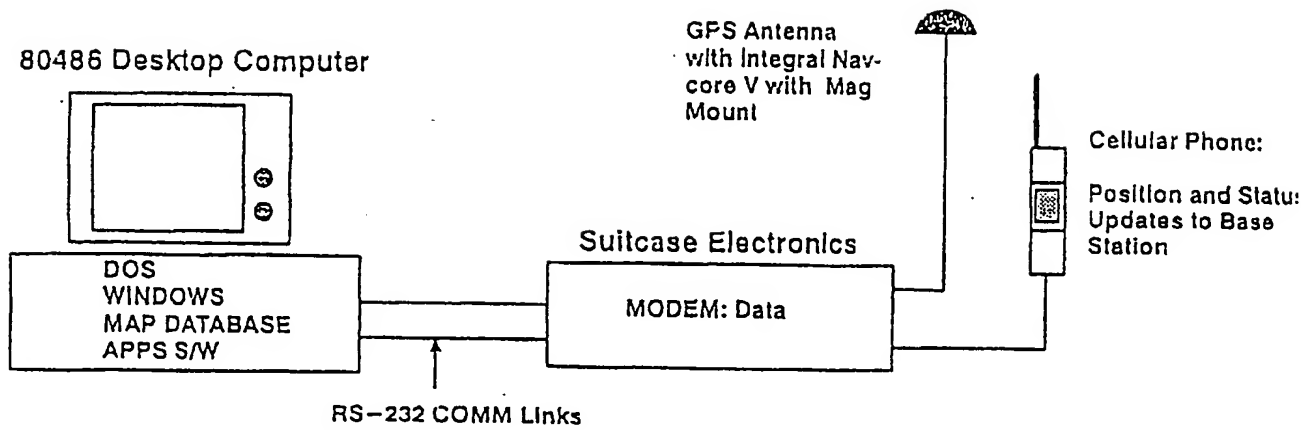 80486 Desktop Computer
DOS
WINDOWS
MAP DATABASE
APPS S/W
RS-232 COMM Links
Suitcase Electronics
MODEM: Data
GPS Antenna
with Integral Nav-
core V with Mag
Mount
Cellular Phone:
Position and Status
Updates to Base
Station